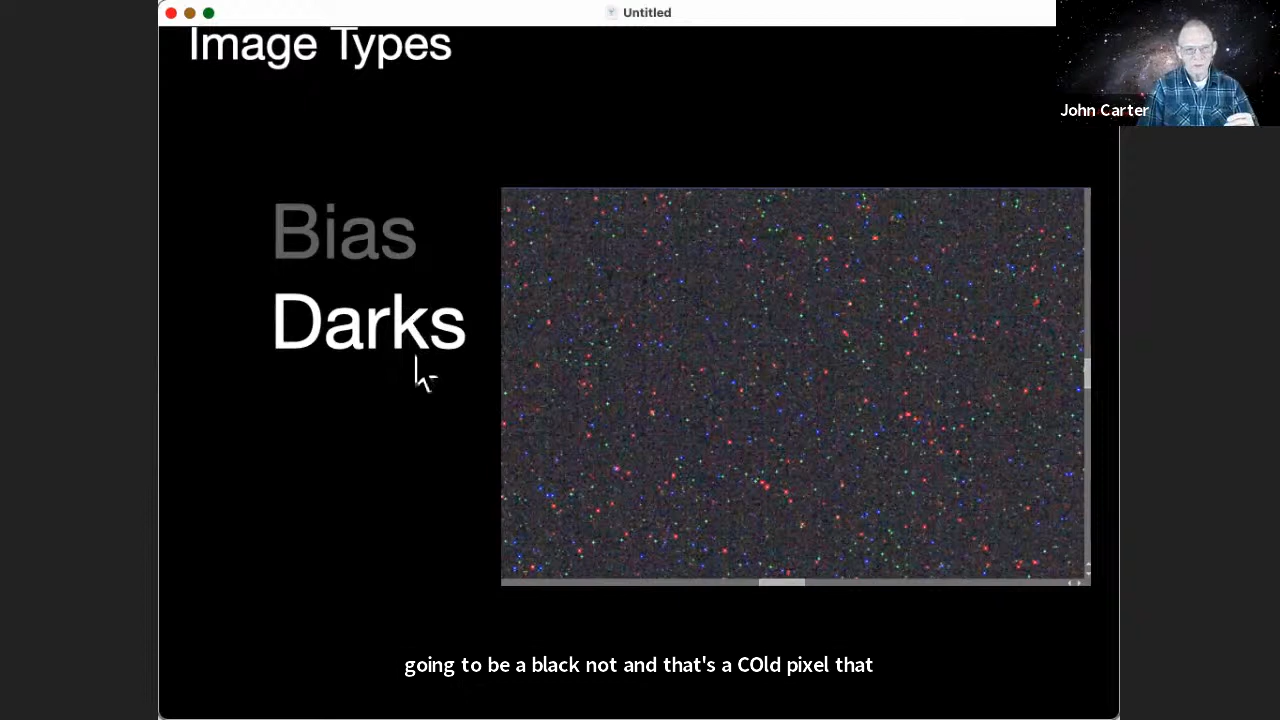 Untitled
Image Types
John Carter
Bias
Darks
going to be a black not and that's a COld pixel that